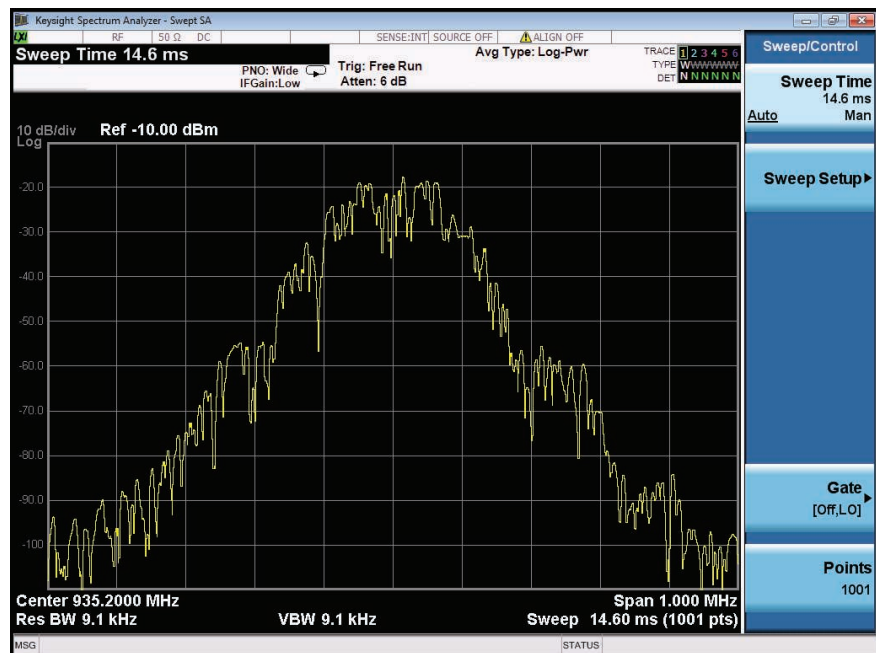 Keysight Spectrum Analyzer - Swept SA
LXI RF 50 Ω DC SENSE:INT SOURCE OFF ALIGN OFF
Sweep Time 14.6 ms
PNO: Wide
IFGain:Low
Trig: Free Run
Atten: 6 dB
Avg Type: Log-Pwr
TRACE 1 2 3 4 5 6
TYPE WWWWWW
DET N N N N N N
10 dB/div
Log
Ref -10.00 dBm
-20.0
-30.0
-40.0
-50.0
-60.0
-70.0
-80.0
-90.0
-100
Center 935.2000 MHz
Span 1.000 MHz
Res BW 9.1 kHz
VBW 9.1 kHz
Sweep 14.60 ms (1001 pts)
MSG
STATUS
Sweep/Control
Sweep Time
14.6 ms
Auto Man
Sweep Setup
Gate
[Off,LO]
Points
1001